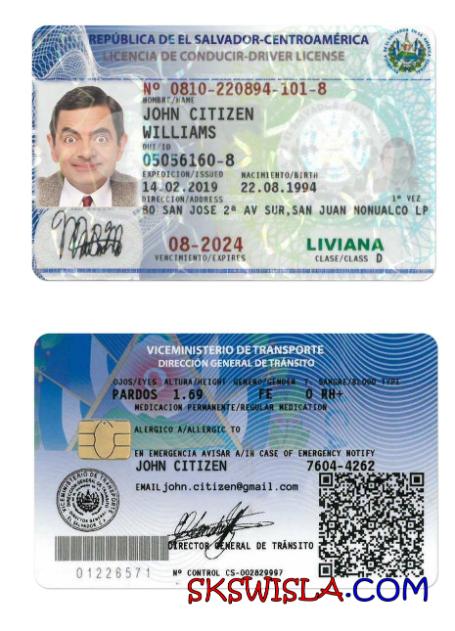 REPÚBLICA DE EL SALVADOR-CENTROAMÉRICA
LICENCIA DE CONDUCIR-DRIVER LICENSE
Nº 0810-220894-101-8
NOMBRE/NAME
JOHN CITIZEN
WILLIAMS
DUI/ID
05056160-8
EXPEDICION/ISSUED NACIMIENTO/BIRTH
14.02.2019 22.08.1994
DIRECCION/ADDRESS 1ª VEZ
BO SAN JOSE 2ª AV SUR,SAN JUAN NONUALCO LP
08-2024 LIVIANA
VENCIMIENTO/EXPIRES CLASE/CLASS D
VICEMINISTERIO DE TRANSPORTE
DIRECCIÓN GENERAL DE TRÁNSITO
OJOS/EYES ALTURA/HEIGHT GENERO/GENDER T. SANGRE/BLOOD TYPE
PARDOS 1.69 FE O RH+
MEDICACION PERMANENTE/REGULAR MEDICATION
ALERGICO A/ALLERGIC TO
EN EMERGENCIA AVISAR A/IN CASE OF EMERGENCY NOTIFY
JOHN CITIZEN 7604-4262
EMAIL john.citizen@gmail.com
DIRECTOR GENERAL DE TRÁNSITO
01226571
Nº CONTROL CS-002829997
SKSWISLA.COM